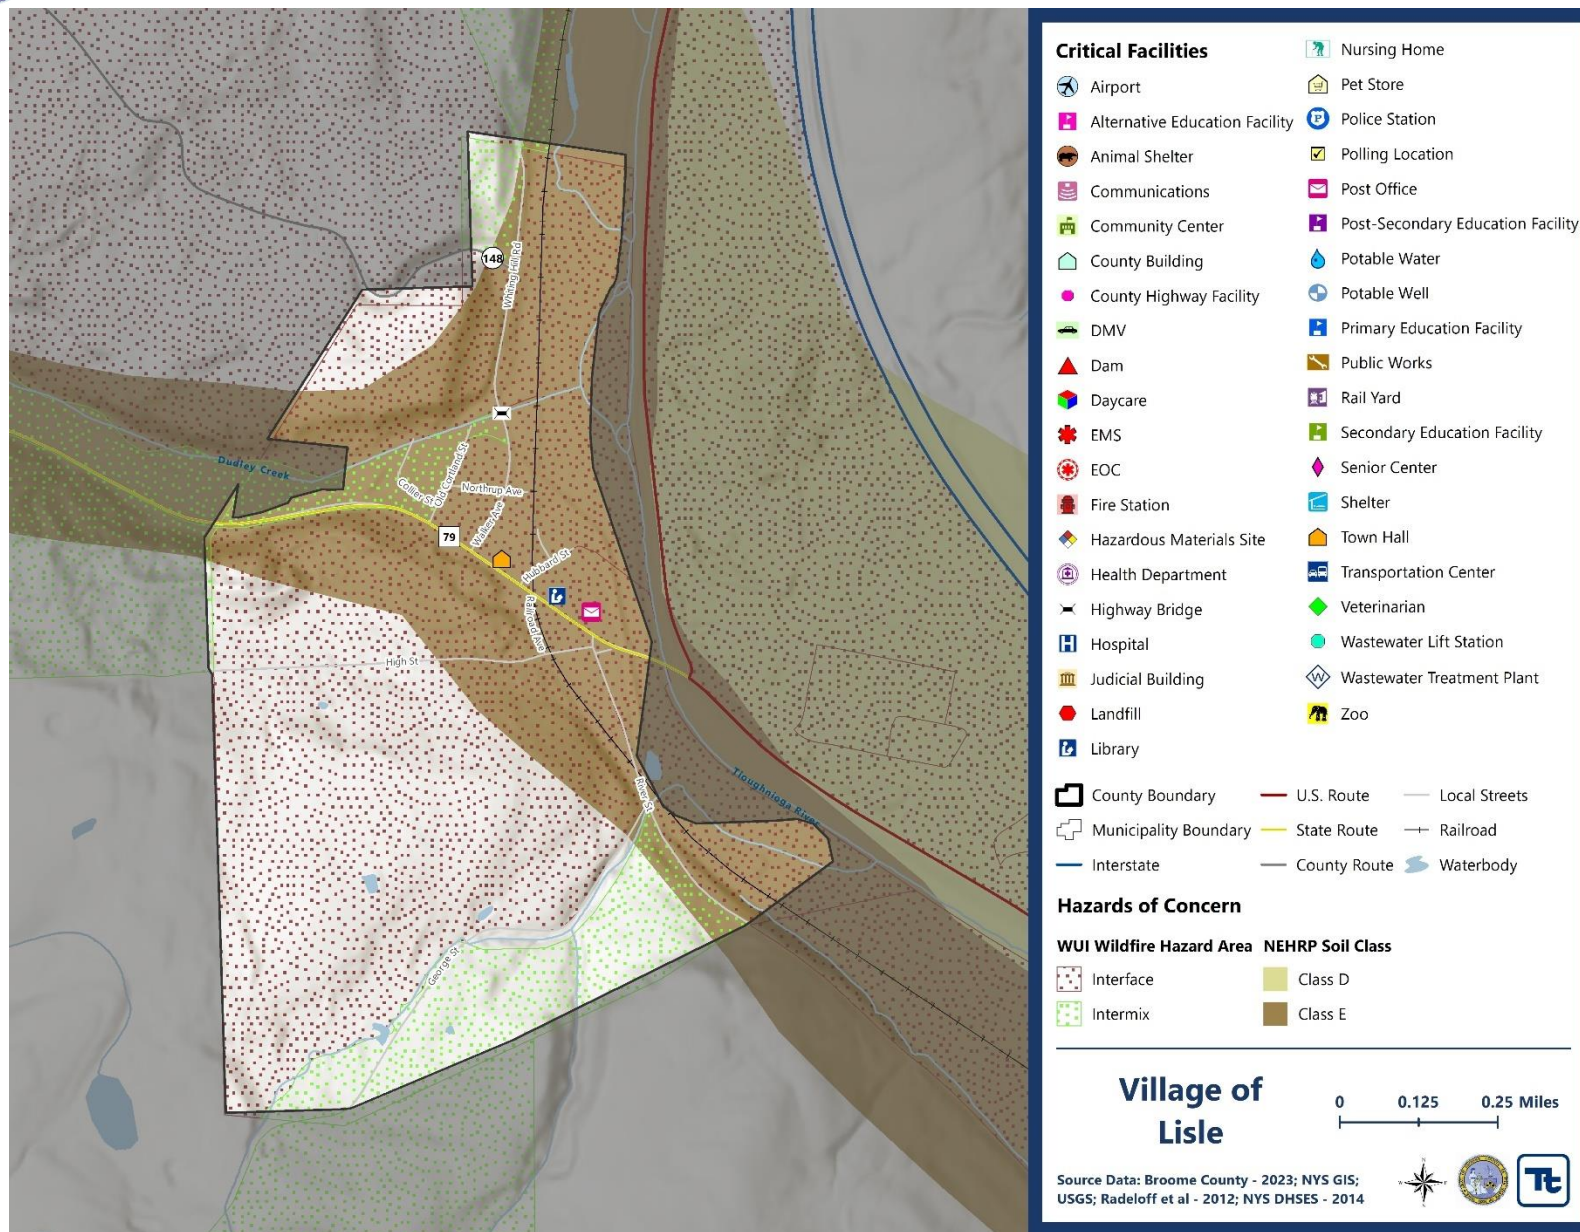 148
Whiting Hill Rd
Dudley Creek
Collier St
Old Cortland St
Northrup Ave
Walker Ave
79
Hubbard St
Railroad Ave
High St
River St
Tioughnioga River
George St
Critical Facilities
Airport
Alternative Education Facility
Animal Shelter
Communications
Community Center
County Building
County Highway Facility
DMV
Dam
Daycare
EMS
EOC
Fire Station
Hazardous Materials Site
Health Department
Highway Bridge
Hospital
Judicial Building
Landfill
Library
Nursing Home
Pet Store
Police Station
Polling Location
Post Office
Post-Secondary Education Facility
Potable Water
Potable Well
Primary Education Facility
Public Works
Rail Yard
Secondary Education Facility
Senior Center
Shelter
Town Hall
Transportation Center
Veterinarian
Wastewater Lift Station
Wastewater Treatment Plant
Zoo
County Boundary
Municipality Boundary
Interstate
U.S. Route
State Route
County Route
Local Streets
Railroad
Waterbody
Hazards of Concern
WUI Wildfire Hazard Area
Interface
Intermix
NEHRP Soil Class
Class D
Class E
Village of
Lisle
0 0.125 0.25 Miles
Source Data: Broome County - 2023; NYS GIS;
USGS; Radeloff et al - 2012; NYS DHSES - 2014
N
W E
S
Tt